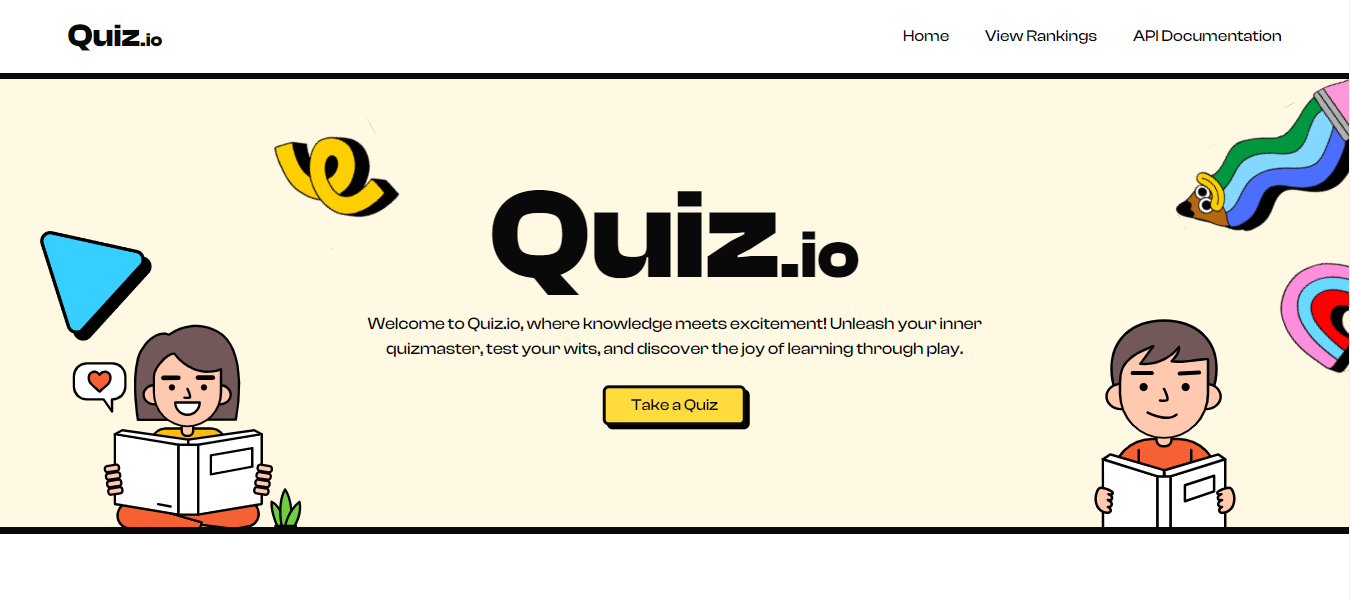 Quiz.io
Home
View Rankings
API Documentation
Quiz.io
Welcome to Quiz.io, where knowledge meets excitement! Unleash your inner
quizmaster, test your wits, and discover the joy of learning through play.
Take a Quiz